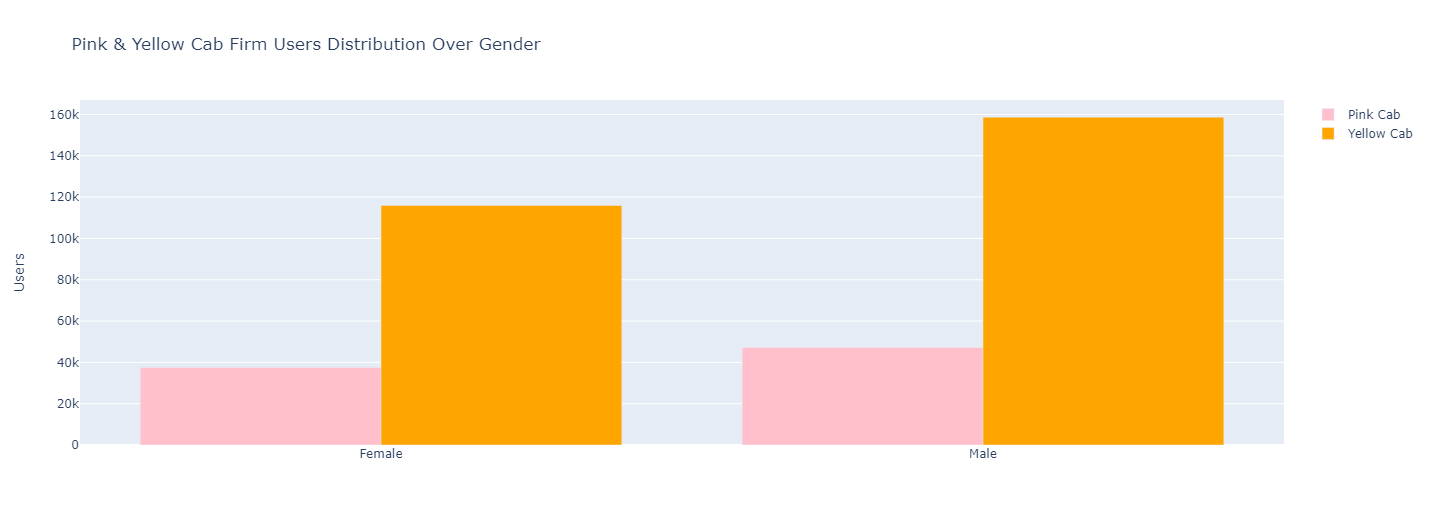 Pink & Yellow Cab Firm Users Distribution Over Gender
160k
140k
120k
100k
80k
60k
40k
20k
0
Users
Female
Male
Pink Cab
Yellow Cab